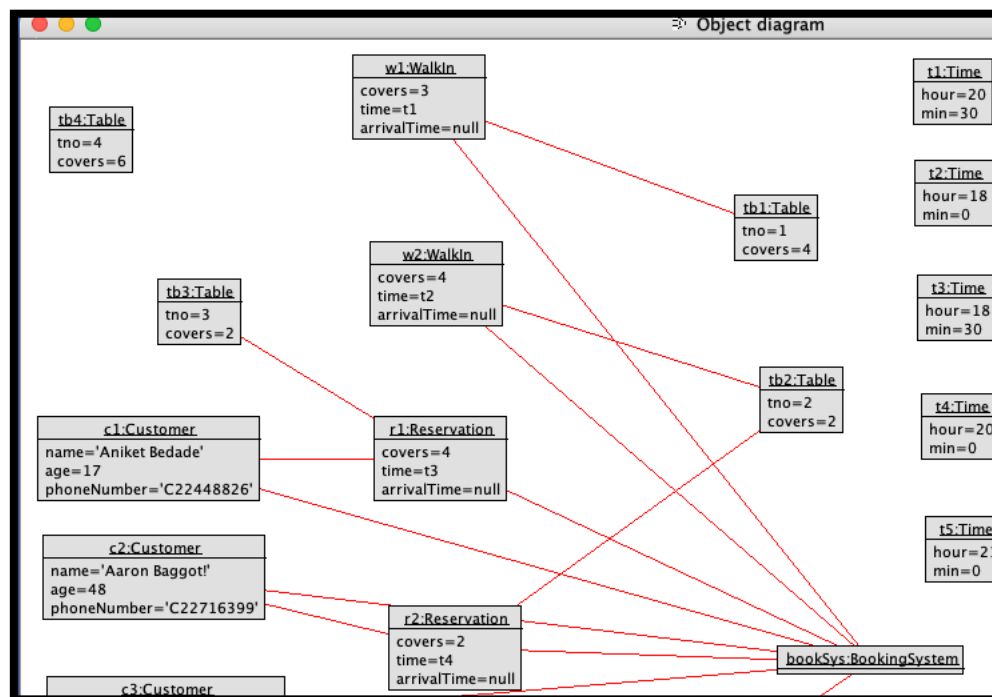 Object diagram
w1:WalkIn
covers=3
time=t1
arrivalTime=null
t1:Time
hour=20
min=30
tb4:Table
tno=4
covers=6
t2:Time
hour=18
min=0
tb1:Table
tno=1
covers=4
w2:WalkIn
covers=4
time=t2
arrivalTime=null
tb3:Table
tno=3
covers=2
t3:Time
hour=18
min=30
tb2:Table
tno=2
covers=2
t4:Time
hour=20
min=0
c1:Customer
name='Aniket Bedade'
age=17
phoneNumber='C22448826'
r1:Reservation
covers=4
time=t3
arrivalTime=null
t5:Time
min=0
c2:Customer
name='Aaron Baggot!'
age=48
phoneNumber='C22716399'
r2:Reservation
covers=2
time=t4
arrivalTime=null
bookSys:BookingSystem
c3:Customer